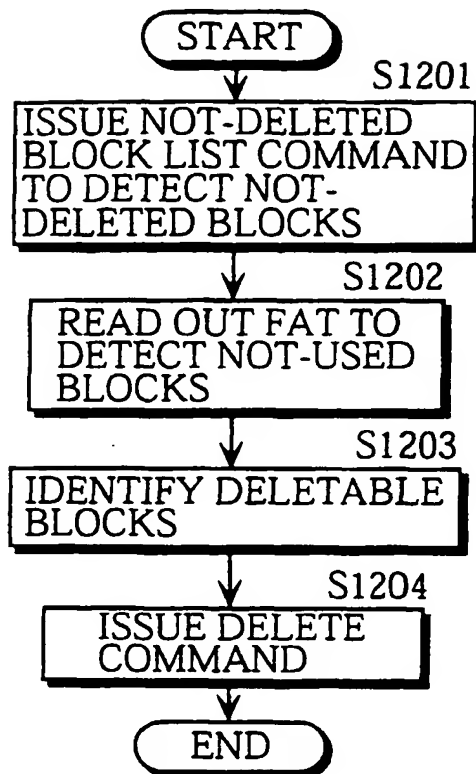 START
S1201
ISSUE NOT-DELETED
BLOCK LIST COMMAND
TO DETECT NOT-
DELETED BLOCKS
S1202
READ OUT FAT TO
DETECT NOT-USED
BLOCKS
S1203
IDENTIFY DELETABLE
BLOCKS
S1204
ISSUE DELETE
COMMAND
END